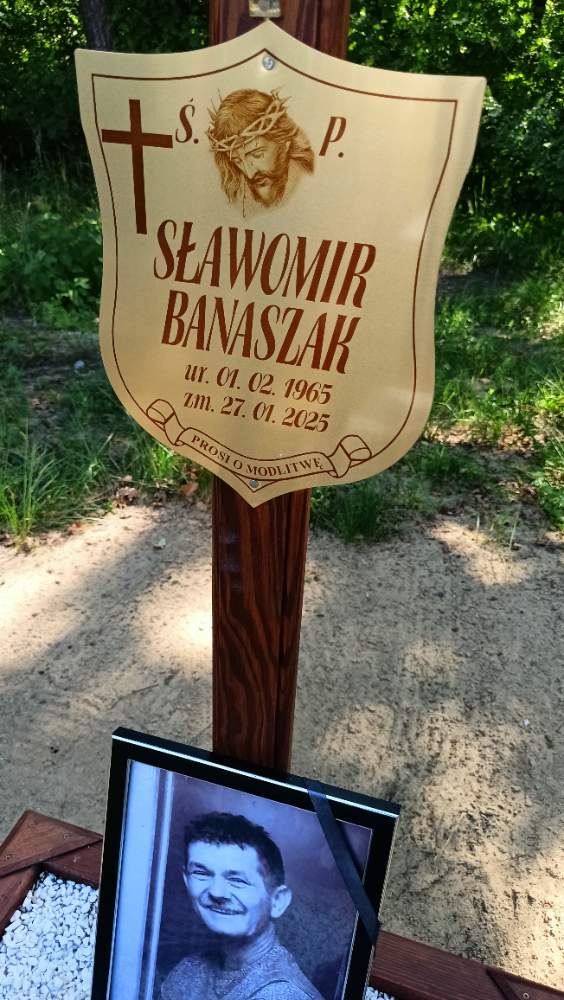 Ś. P.
SŁAWOMIR
BANASZAK
ur. 01. 02. 1965
zm. 27. 01. 2025
PROSI O MODLITWĘ